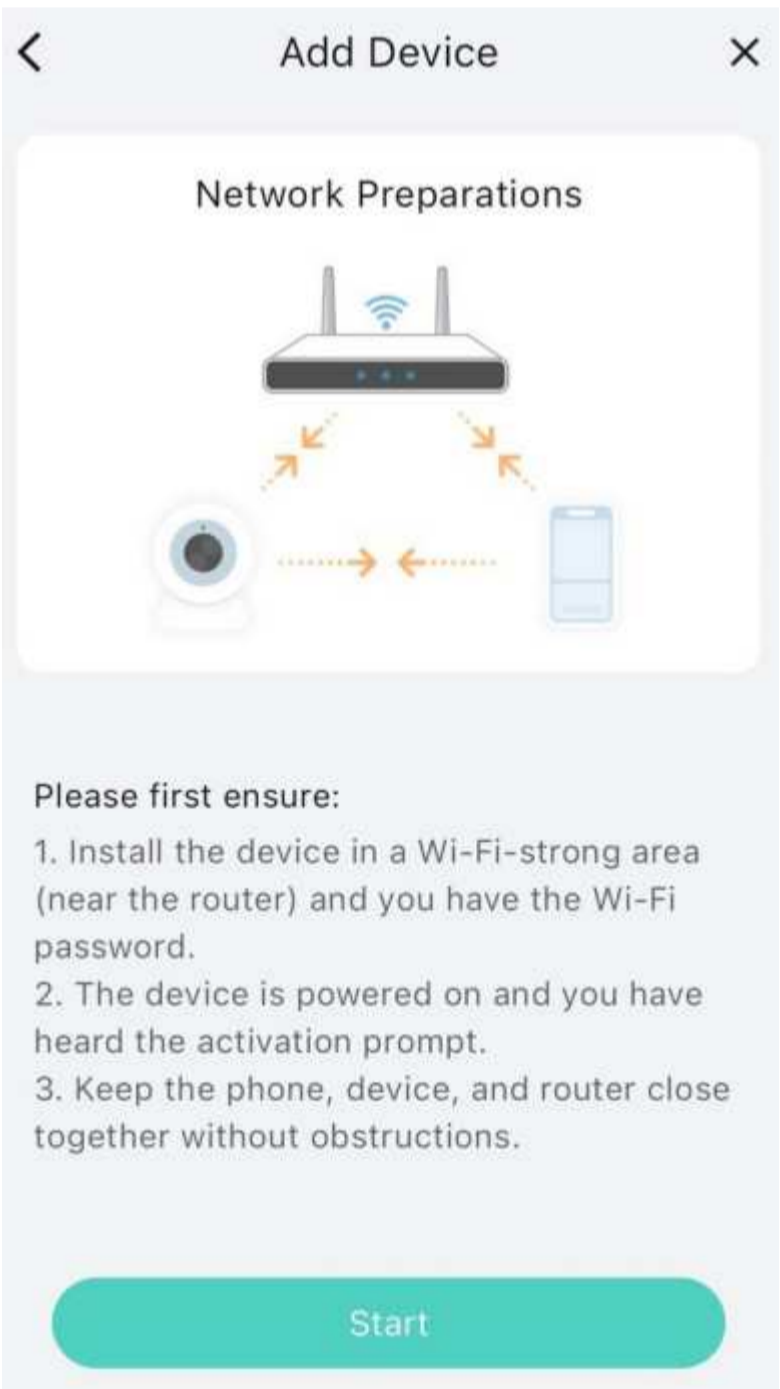 Add Device
Network Preparations
Please first ensure:
1. Install the device in a Wi-Fi-strong area
(near the router) and you have the Wi-Fi
password.
2. The device is powered on and you have
heard the activation prompt.
3. Keep the phone, device, and router close
together without obstructions.
Start